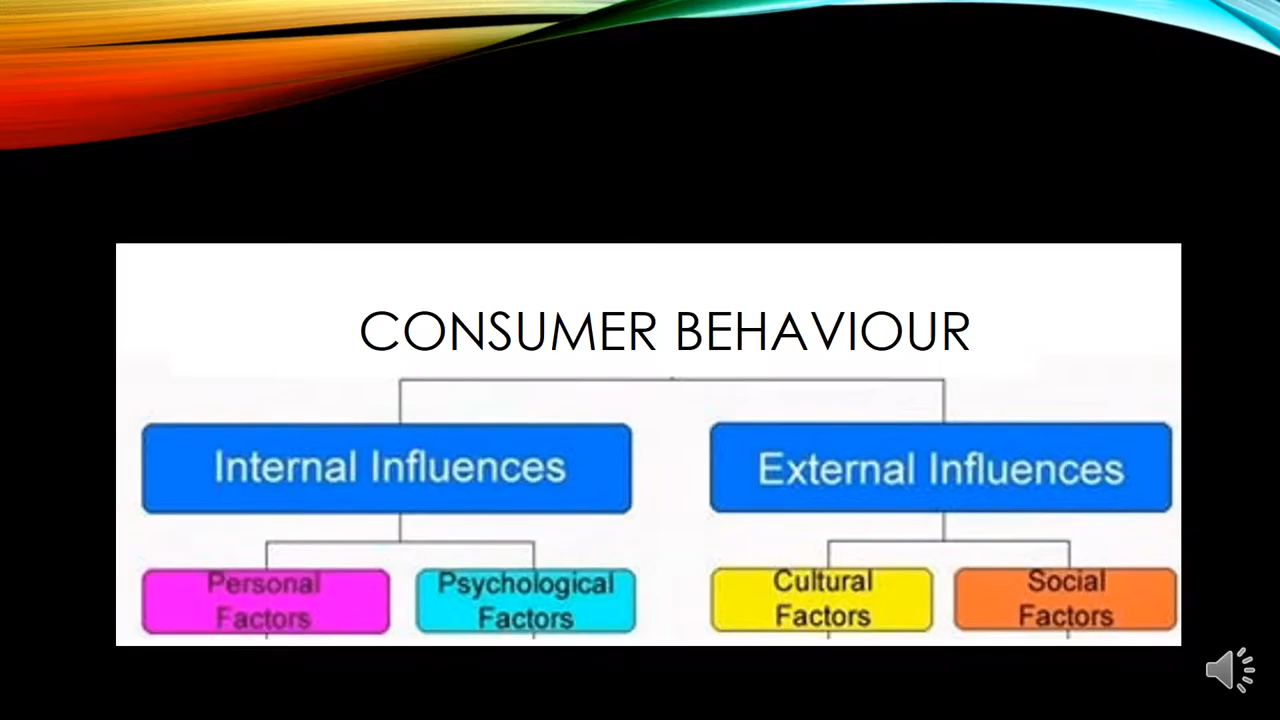 CONSUMER BEHAVIOUR
Internal Influences
External Influences
Personal
Factors
Psychological
Factors
Cultural
Factors
Social
Factors